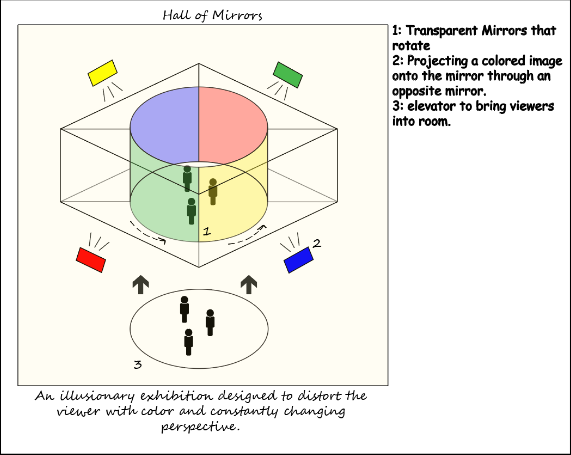 Hall of Mirrors
1: Transparent Mirrors that
rotate
2: Projecting a colored image
onto the mirror through an
opposite mirror.
3: elevator to bring viewers
into room.
1
2
3
An illusionary exhibition designed to distort the
viewer with color and constantly changing
perspective.